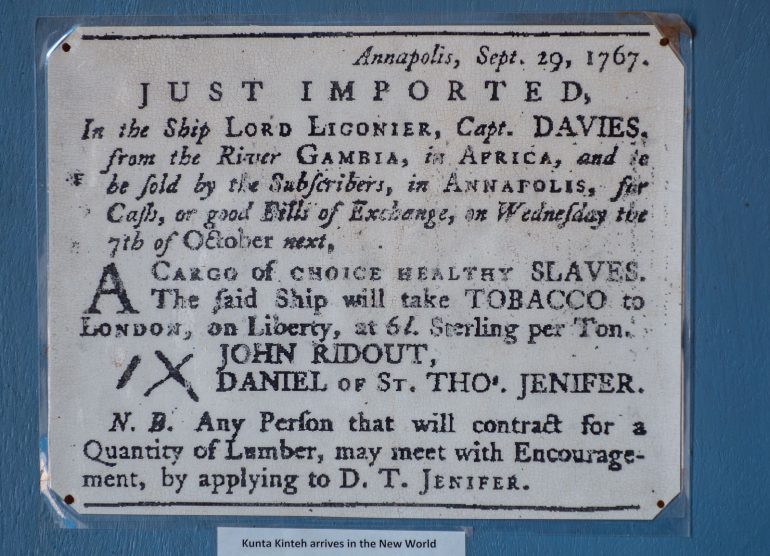 Annapolis, Sept. 29, 1767.
JUST IMPORTED,
In the Ship LORD LIGONIER, Capt. DAVIES,
from the River GAMBIA, in AFRICA, and to
be ſold by the Subſcribers, in ANNAPOLIS, for
Caſh, or good Bills of Exchange, on Wedneſday the
7th of October next,
A CARGO of CHOICE HEALTHY SLAVES.
The ſaid Ship will take TOBACCO to
LONDON, on Liberty, at 6l. Sterling per Ton.
JOHN RIDOUT,
DANIEL OF ST. THOˢ. JENIFER.
N. B. Any Perſon that will contract for a
Quantity of Lumber, may meet with Encourage-
ment, by applying to D. T. JENIFER.
Kunta Kinteh arrives in the New World